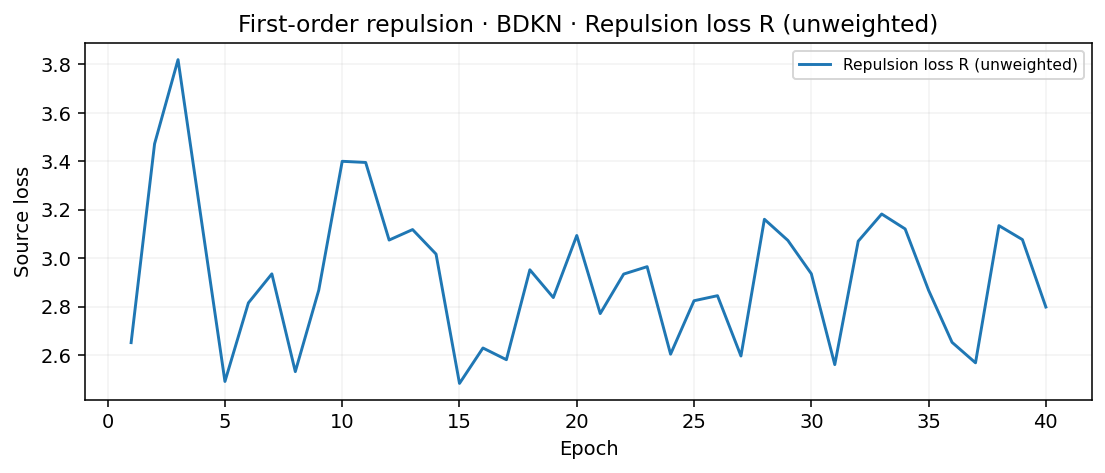 First-order repulsion · BDKN · Repulsion loss R (unweighted)
Repulsion loss R (unweighted)
Source loss
3.8
3.6
3.4
3.2
3.0
2.8
2.6
0 5 10 15 20 25 30 35 40
Epoch